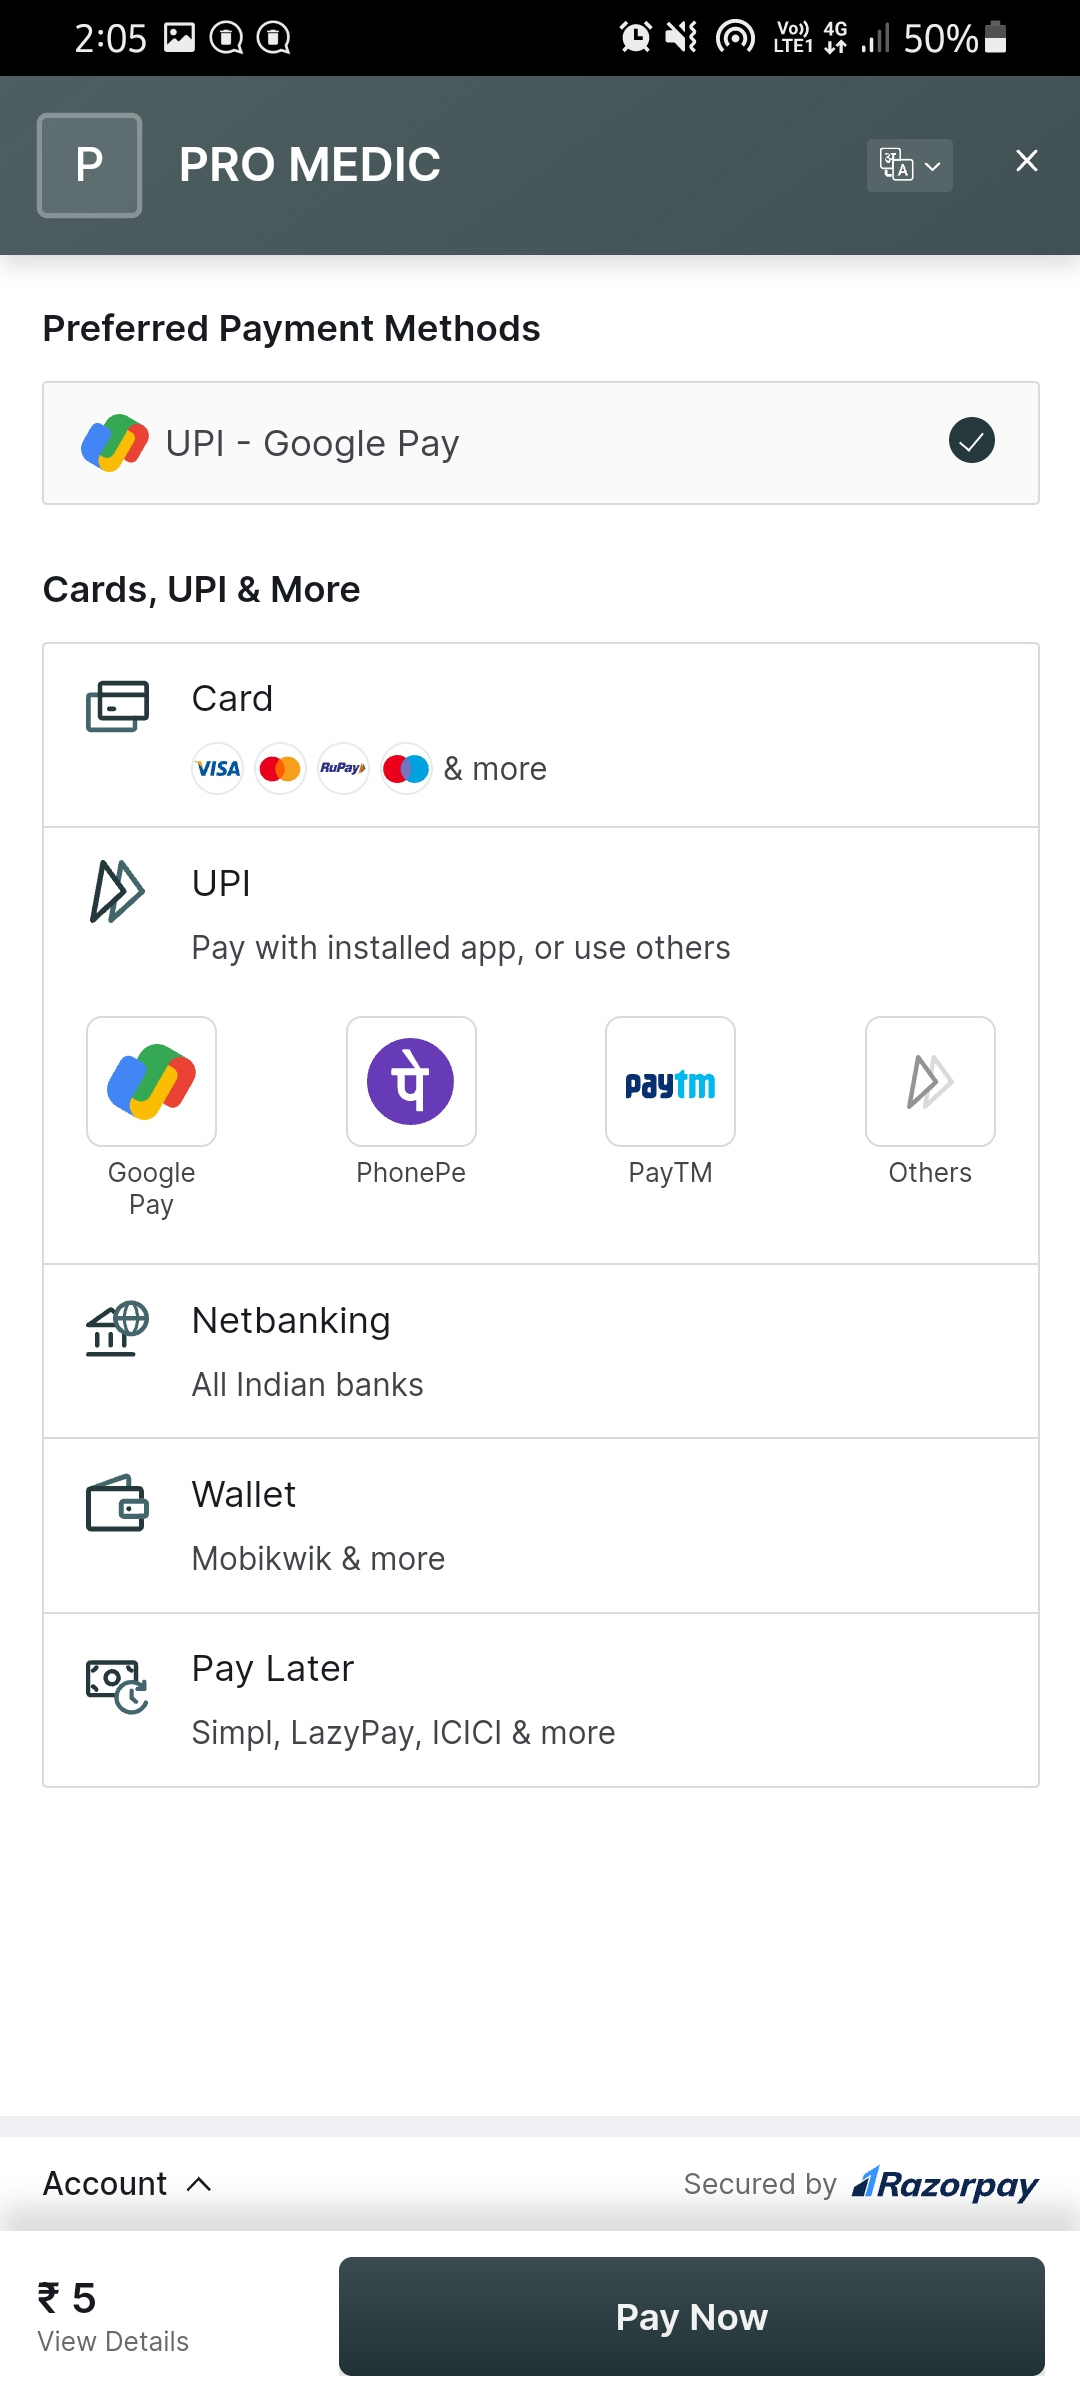 2:05
Vo)) 4G 50%
LTE1
P PRO MEDIC
अ A
Preferred Payment Methods
UPI - Google Pay
Cards, UPI & More
Card
VISA RuPay & more
UPI
Pay with installed app, or use others
पे paytm
Google Pay
PhonePe
PayTM
Others
Netbanking
All Indian banks
Wallet
Mobikwik & more
Pay Later
Simpl, LazyPay, ICICI & more
Account Secured by Razorpay
₹ 5
View Details
Pay Now